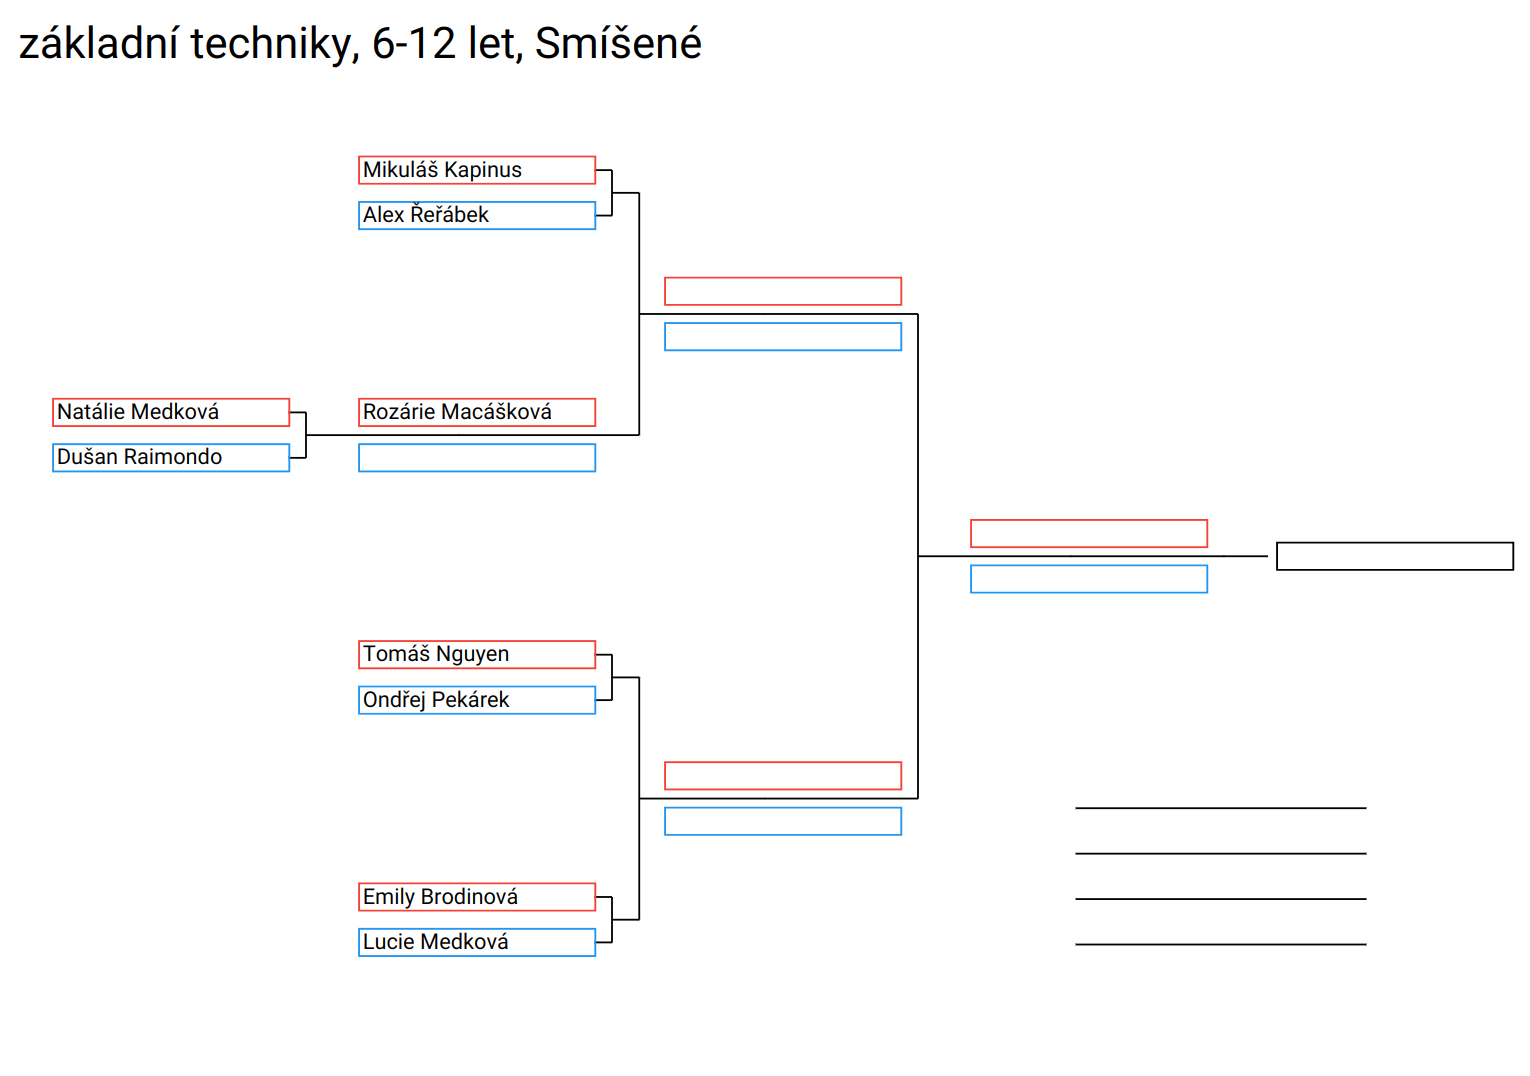 základní techniky, 6-12 let, Smíšené
Mikuláš Kapinus
Alex Řeřábek
Natálie Medková
Rozárie Macášková
Dušan Raimondo
Tomáš Nguyen
Ondřej Pekárek
Emily Brodinová
Lucie Medková